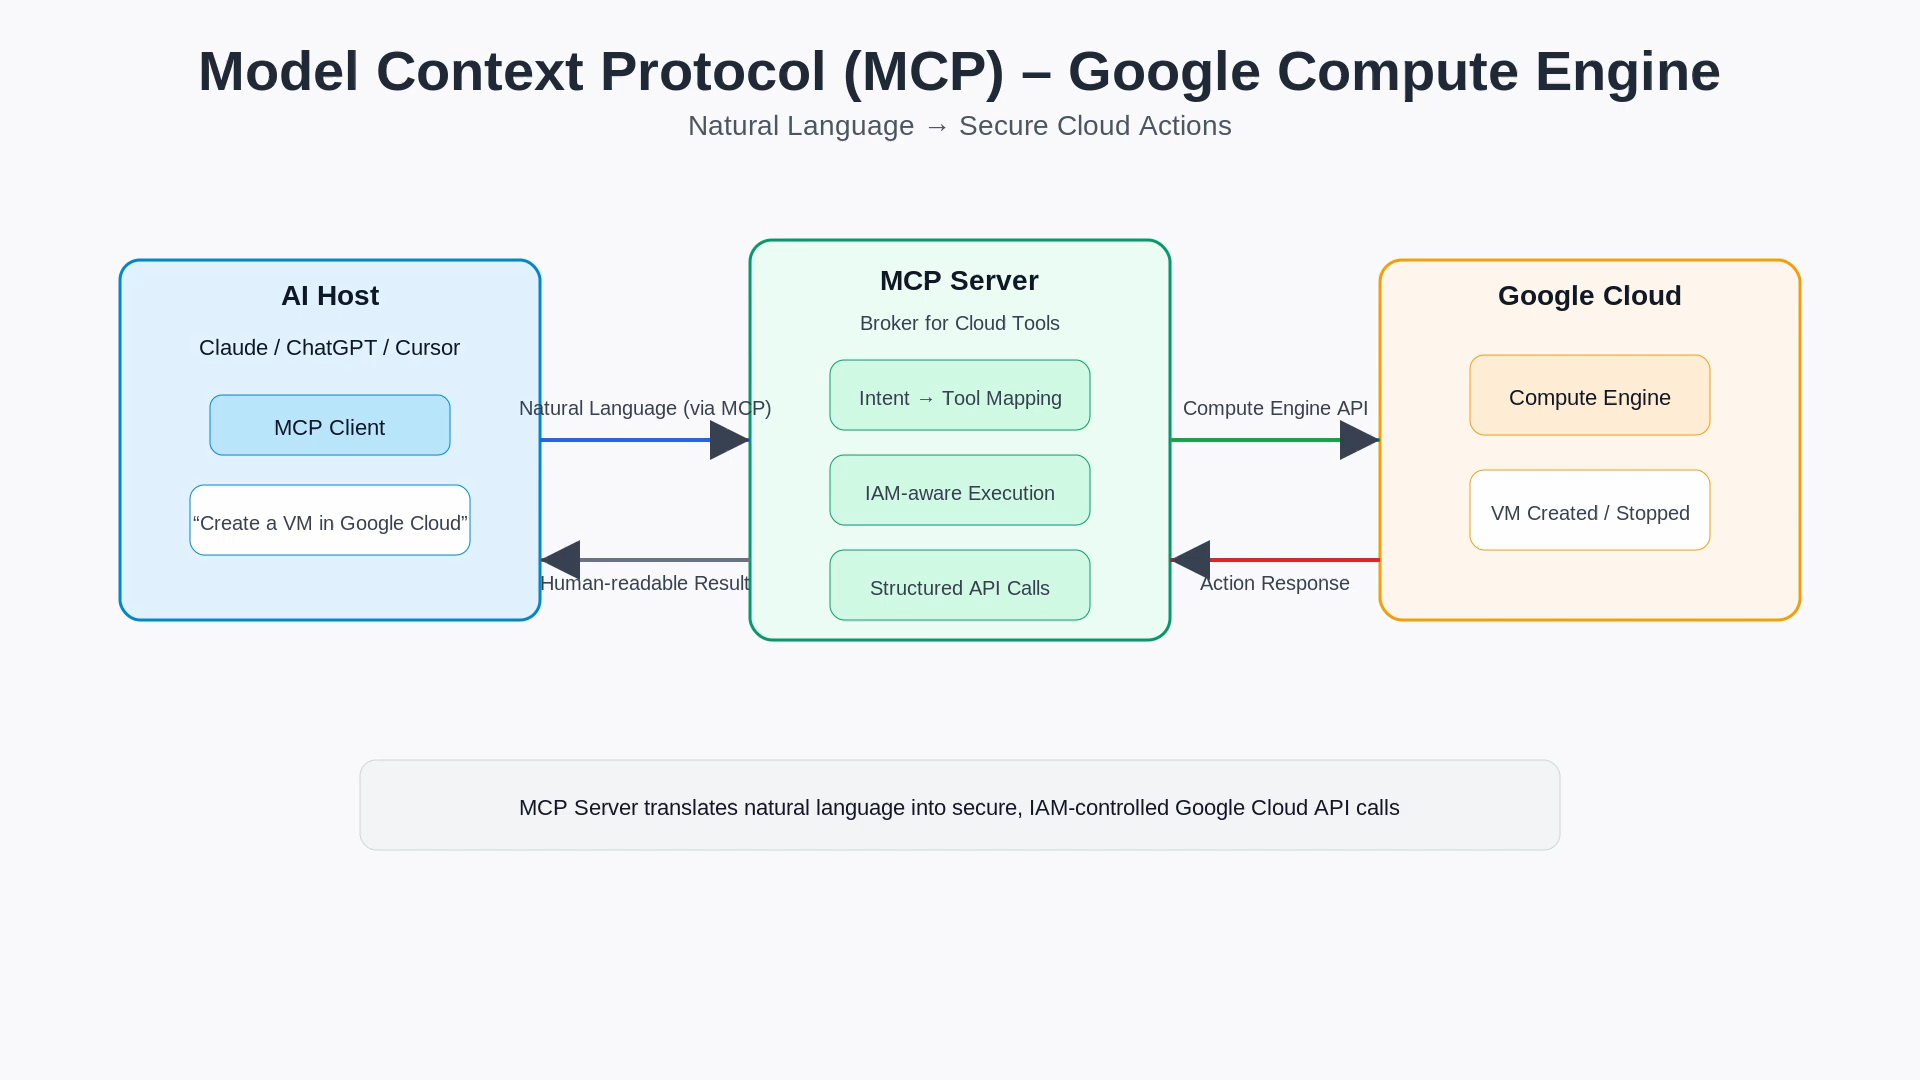 Model Context Protocol (MCP) – Google Compute Engine
Natural Language → Secure Cloud Actions
AI Host
Claude / ChatGPT / Cursor
MCP Client
“Create a VM in Google Cloud”
Natural Language (via MCP)
Human-readable Result
MCP Server
Broker for Cloud Tools
Intent → Tool Mapping
IAM-aware Execution
Structured API Calls
Compute Engine API
Action Response
Google Cloud
Compute Engine
VM Created / Stopped
MCP Server translates natural language into secure, IAM-controlled Google Cloud API calls